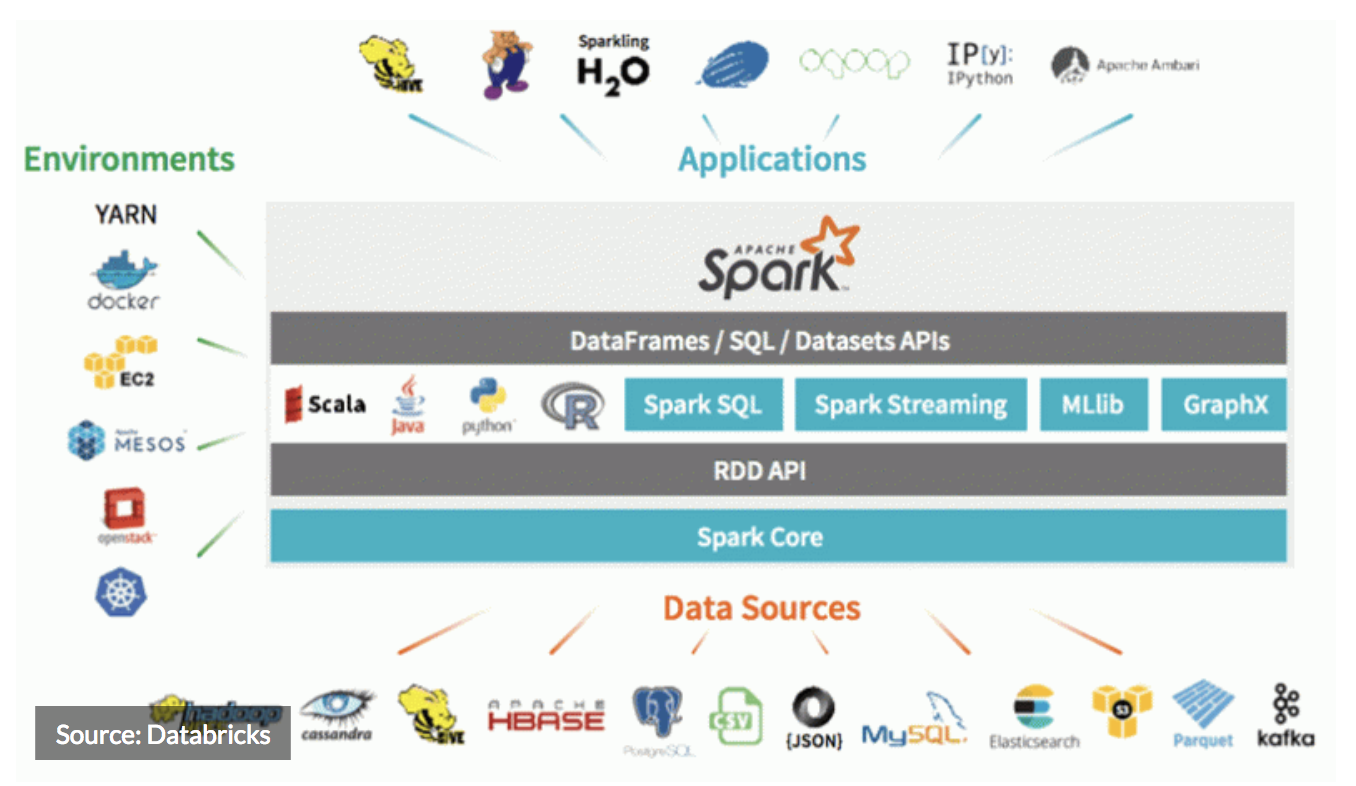 HIVE
Sparkling
H2O
sqoop
IP[y]:
IPython
Apache Ambari
Environments
Applications
YARN
docker
EC2
Apache
MESOS
openstack
APACHE
Spark
DataFrames / SQL / Datasets APIs
Scala
Java
python
R
Spark SQL
Spark Streaming
MLlib
GraphX
RDD API
Spark Core
Data Sources
hadoop
cassandra
HIVE
APACHE
HBASE
PostgreSQL
CSV
{JSON}
MySQL
Elasticsearch
S3
Parquet
kafka
Source: Databricks